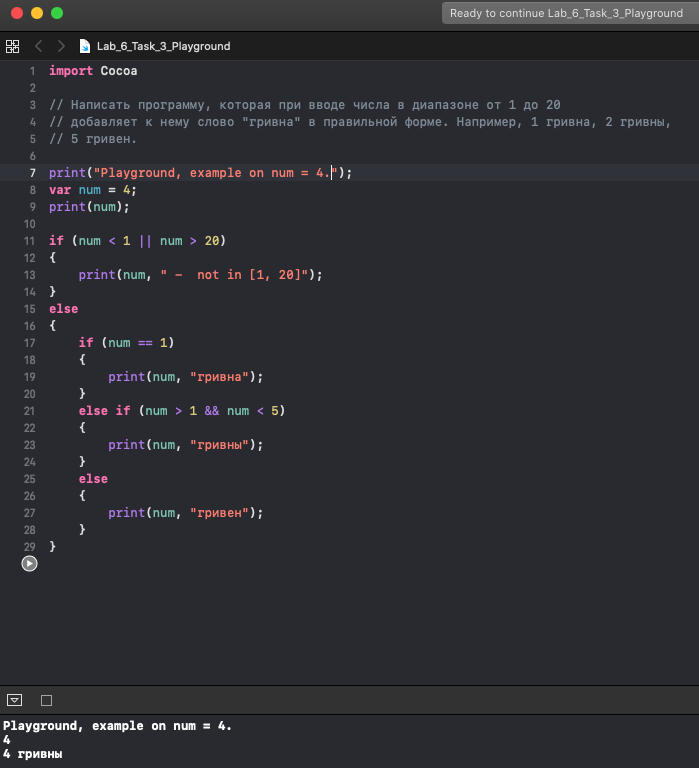 Ready to continue Lab_6_Task_3_Playground
Lab_6_Task_3_Playground
1 import Cocoa
2
3 // Написать программу, которая при вводе числа в диапазоне от 1 до 20
4 // добавляет к нему слово "гривна" в правильной форме. Например, 1 гривна, 2 гривны,
5 // 5 гривен.
6
7 print("Playground, example on num = 4.");
8 var num = 4;
9 print(num);
10
11 if (num < 1 || num > 20)
12 {
13     print(num, " -  not in [1, 20]");
14 }
15 else
16 {
17     if (num == 1)
18     {
19         print(num, "гривна");
20     }
21     else if (num > 1 && num < 5)
22     {
23         print(num, "гривны");
24     }
25     else
26     {
27         print(num, "гривен");
28     }
29 }
Playground, example on num = 4.
4
4 гривны